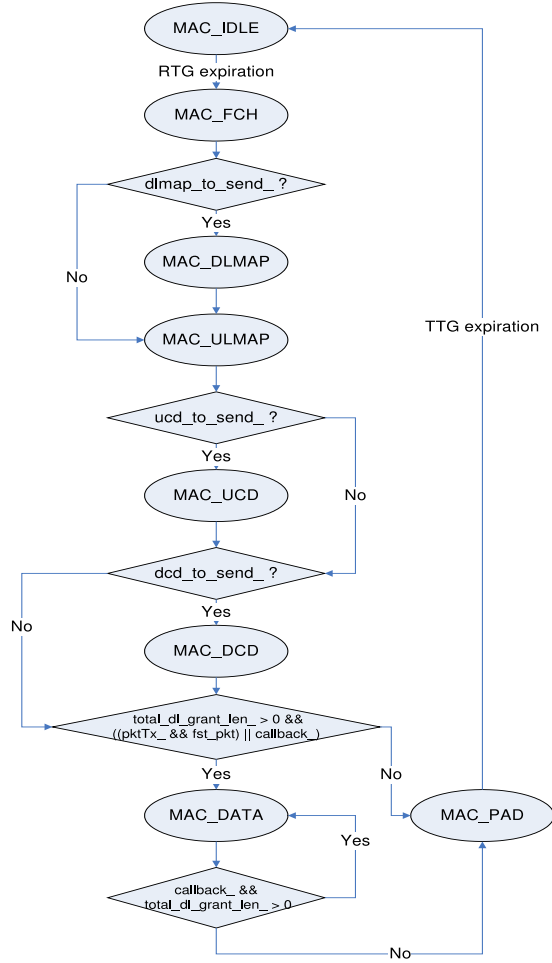 MAC_IDLE
RTG expiration
MAC_FCH
dlmap_to_send_ ?
Yes
No
MAC_DLMAP
MAC_ULMAP
TTG expiration
ucd_to_send_ ?
Yes
No
MAC_UCD
dcd_to_send_ ?
Yes
No
MAC_DCD
total_dl_grant_len_ > 0 &&
((pktTx_ && fst_pkt) || callback_)
Yes
No
MAC_DATA
MAC_PAD
Yes
callback_ &&
total_dl_grant_len_ > 0
No